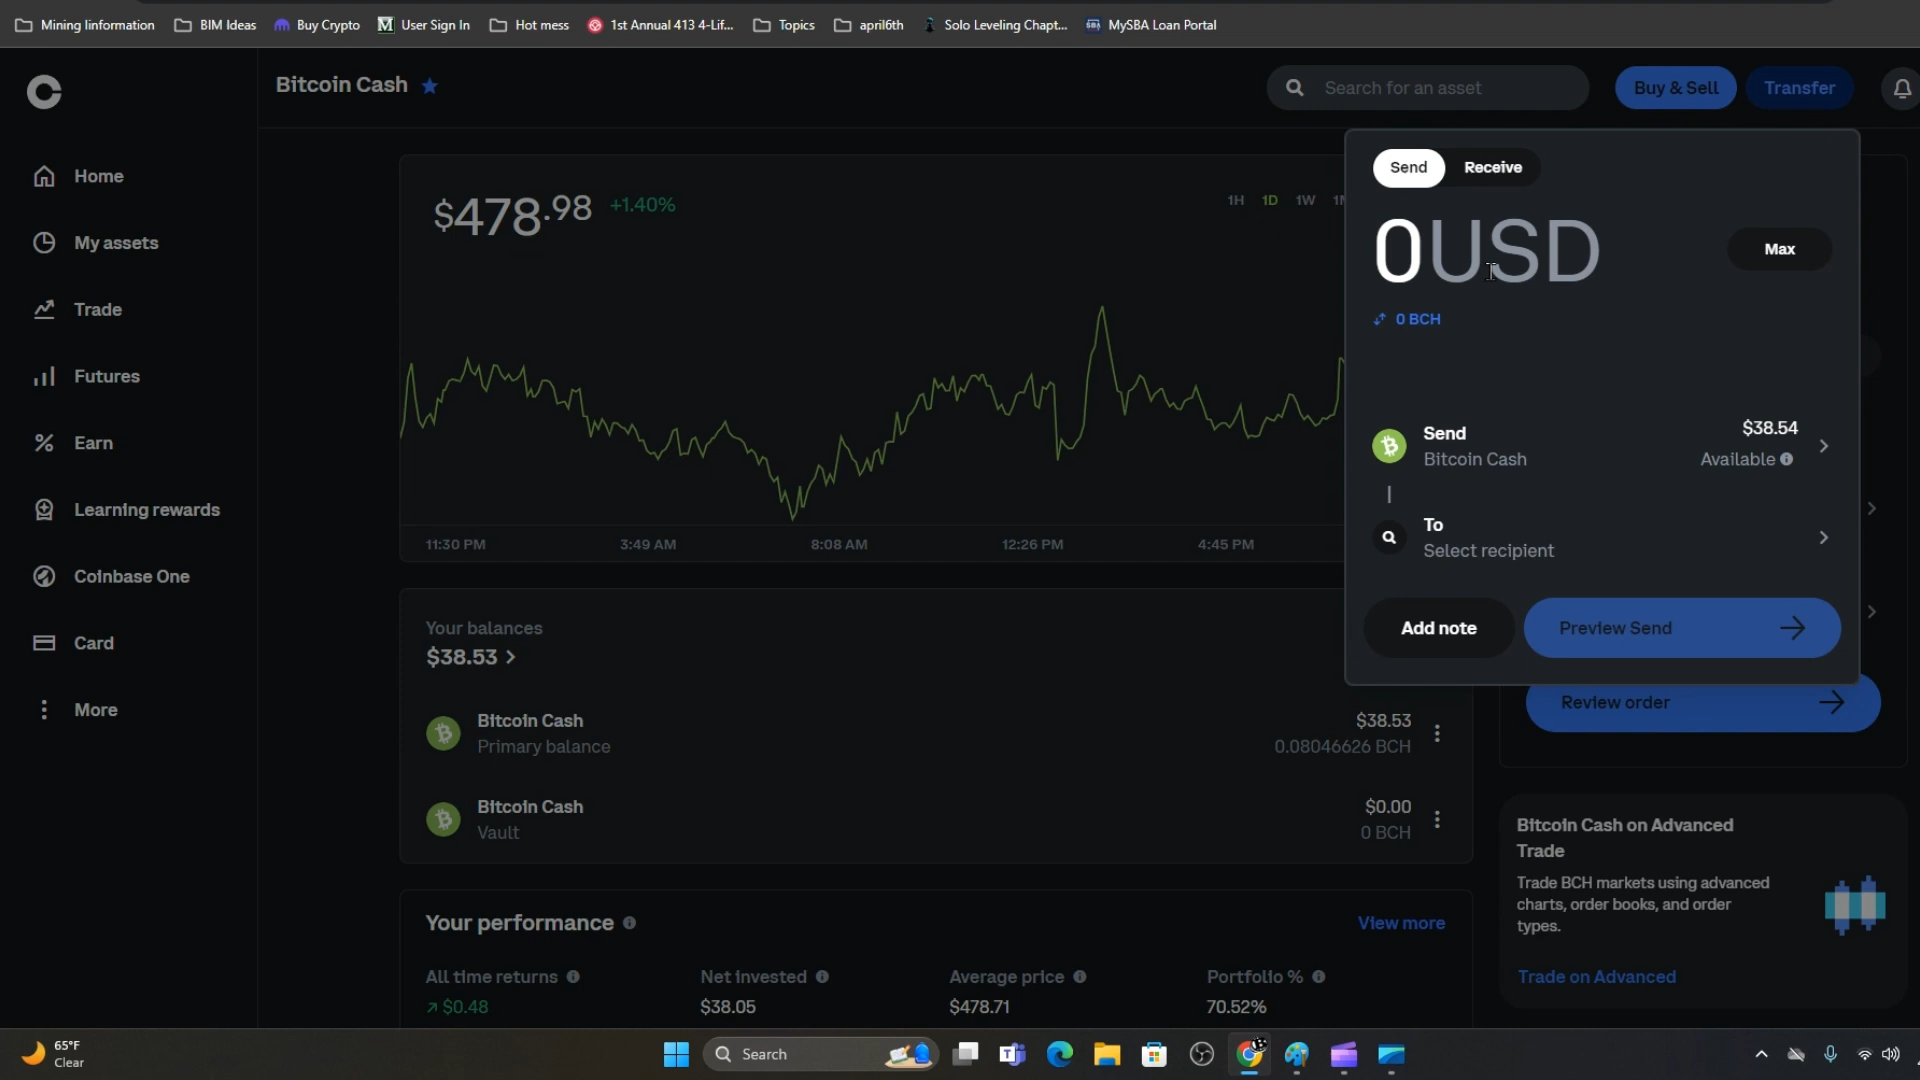 Mining Iinformation
BIM Ideas
Buy Crypto
User Sign In
Hot mess
1st Annual 413 4-Lif...
Topics
april6th
Solo Leveling Chapt...
MySBA Loan Portal
Bitcoin Cash
Search for an asset
Buy & Sell
Transfer
Home
My assets
Trade
Futures
Earn
Learning rewards
Coinbase One
Card
More
$478.98 +1.40%
1H 1D 1W
11:30 PM 3:49 AM 8:08 AM 12:26 PM 4:45 PM
Send Receive
0USD
Max
0 BCH
Send $38.54
Bitcoin Cash Available
To
Select recipient
Add note
Preview Send
Review order
Your balances
$38.53
Bitcoin Cash $38.53
Primary balance 0.08046626 BCH
Bitcoin Cash $0.00
Vault 0 BCH
Your performance View more
All time returns Net invested Average price Portfolio %
$0.48 $38.05 $478.71 70.52%
Bitcoin Cash on Advanced
Trade
Trade BCH markets using advanced
charts, order books, and order
types.
Trade on Advanced
65°F
Clear
Search